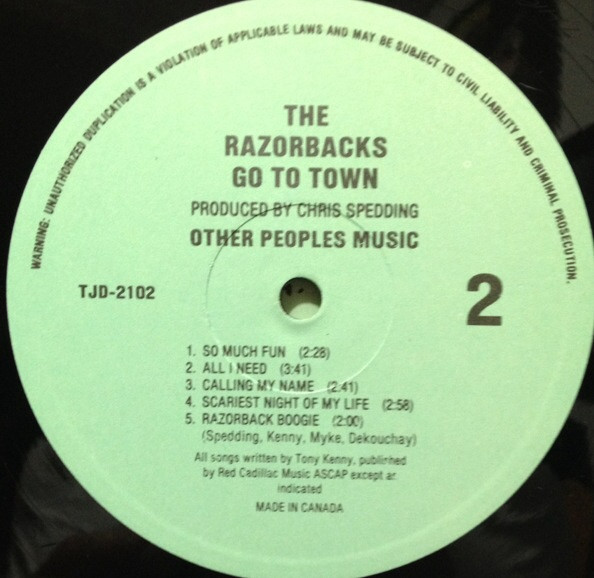 WARNING: UNAUTHORIZED DUPLICATION IS A VIOLATION OF APPLICABLE LAWS AND MAY BE SUBJECT TO CIVIL LIABILITY AND CRIMINAL PROSECUTION.
THE
RAZORBACKS
GO TO TOWN
PRODUCED BY CHRIS SPEDDING
OTHER PEOPLES MUSIC
TJD-2102
2
1. SO MUCH FUN (2:28)
2. ALL I NEED (3:41)
3. CALLING MY NAME (2:41)
4. SCARIEST NIGHT OF MY LIFE (2:58)
5. RAZORBACK BOOGIE (2:00)
(Spedding, Kenny, Myke, Dekouchay)
All songs written by Tony Kenny, publirhed
by Red Cadillac Music ASCAP except ar.
indicated
MADE IN CANADA